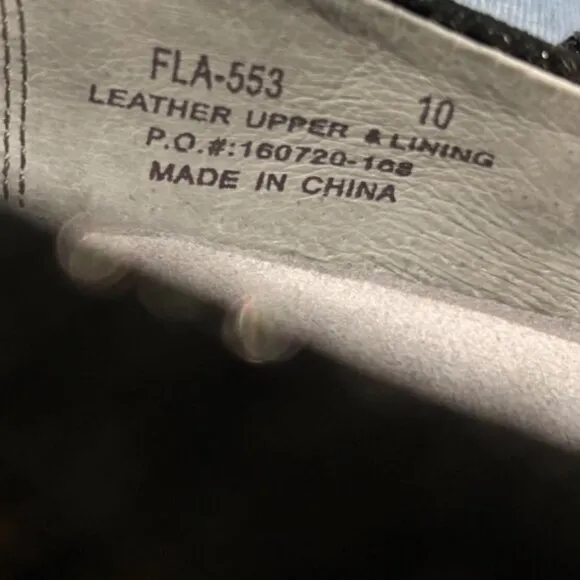 FLA-553 10
LEATHER UPPER & LINING
P.O.#:160720-168
MADE IN CHINA